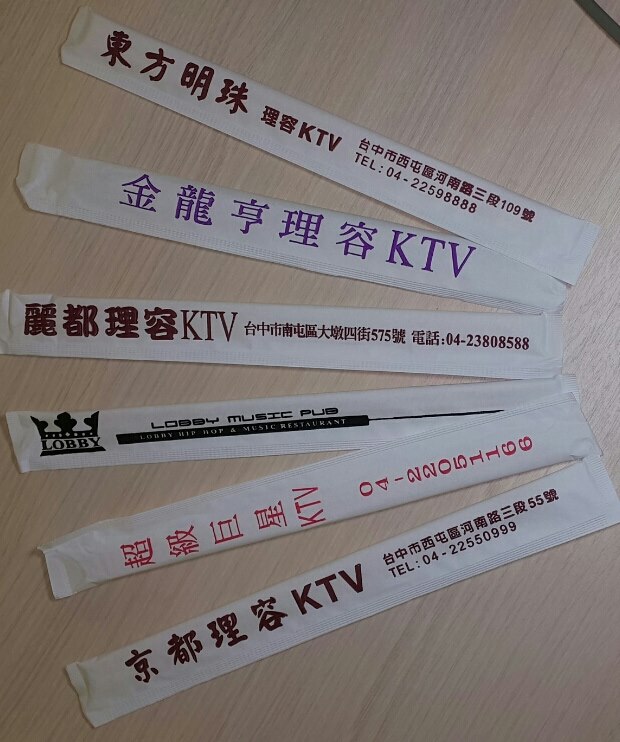 東方明珠 理容KTV
台中市西屯區河南路三段109號
TEL: 04-22598888
金龍亨理容KTV
麗都理容KTV 台中市南屯區大墩四街575號 電話:04-23808588
LOBBY
LOBBY MUSIC PUB
LOBBY HIP HOP & MUSIC RESTAURANT
超級巨星KTV 04-22051166
京都理容KTV
台中市西屯區河南路三段55號
TEL: 04-22550999